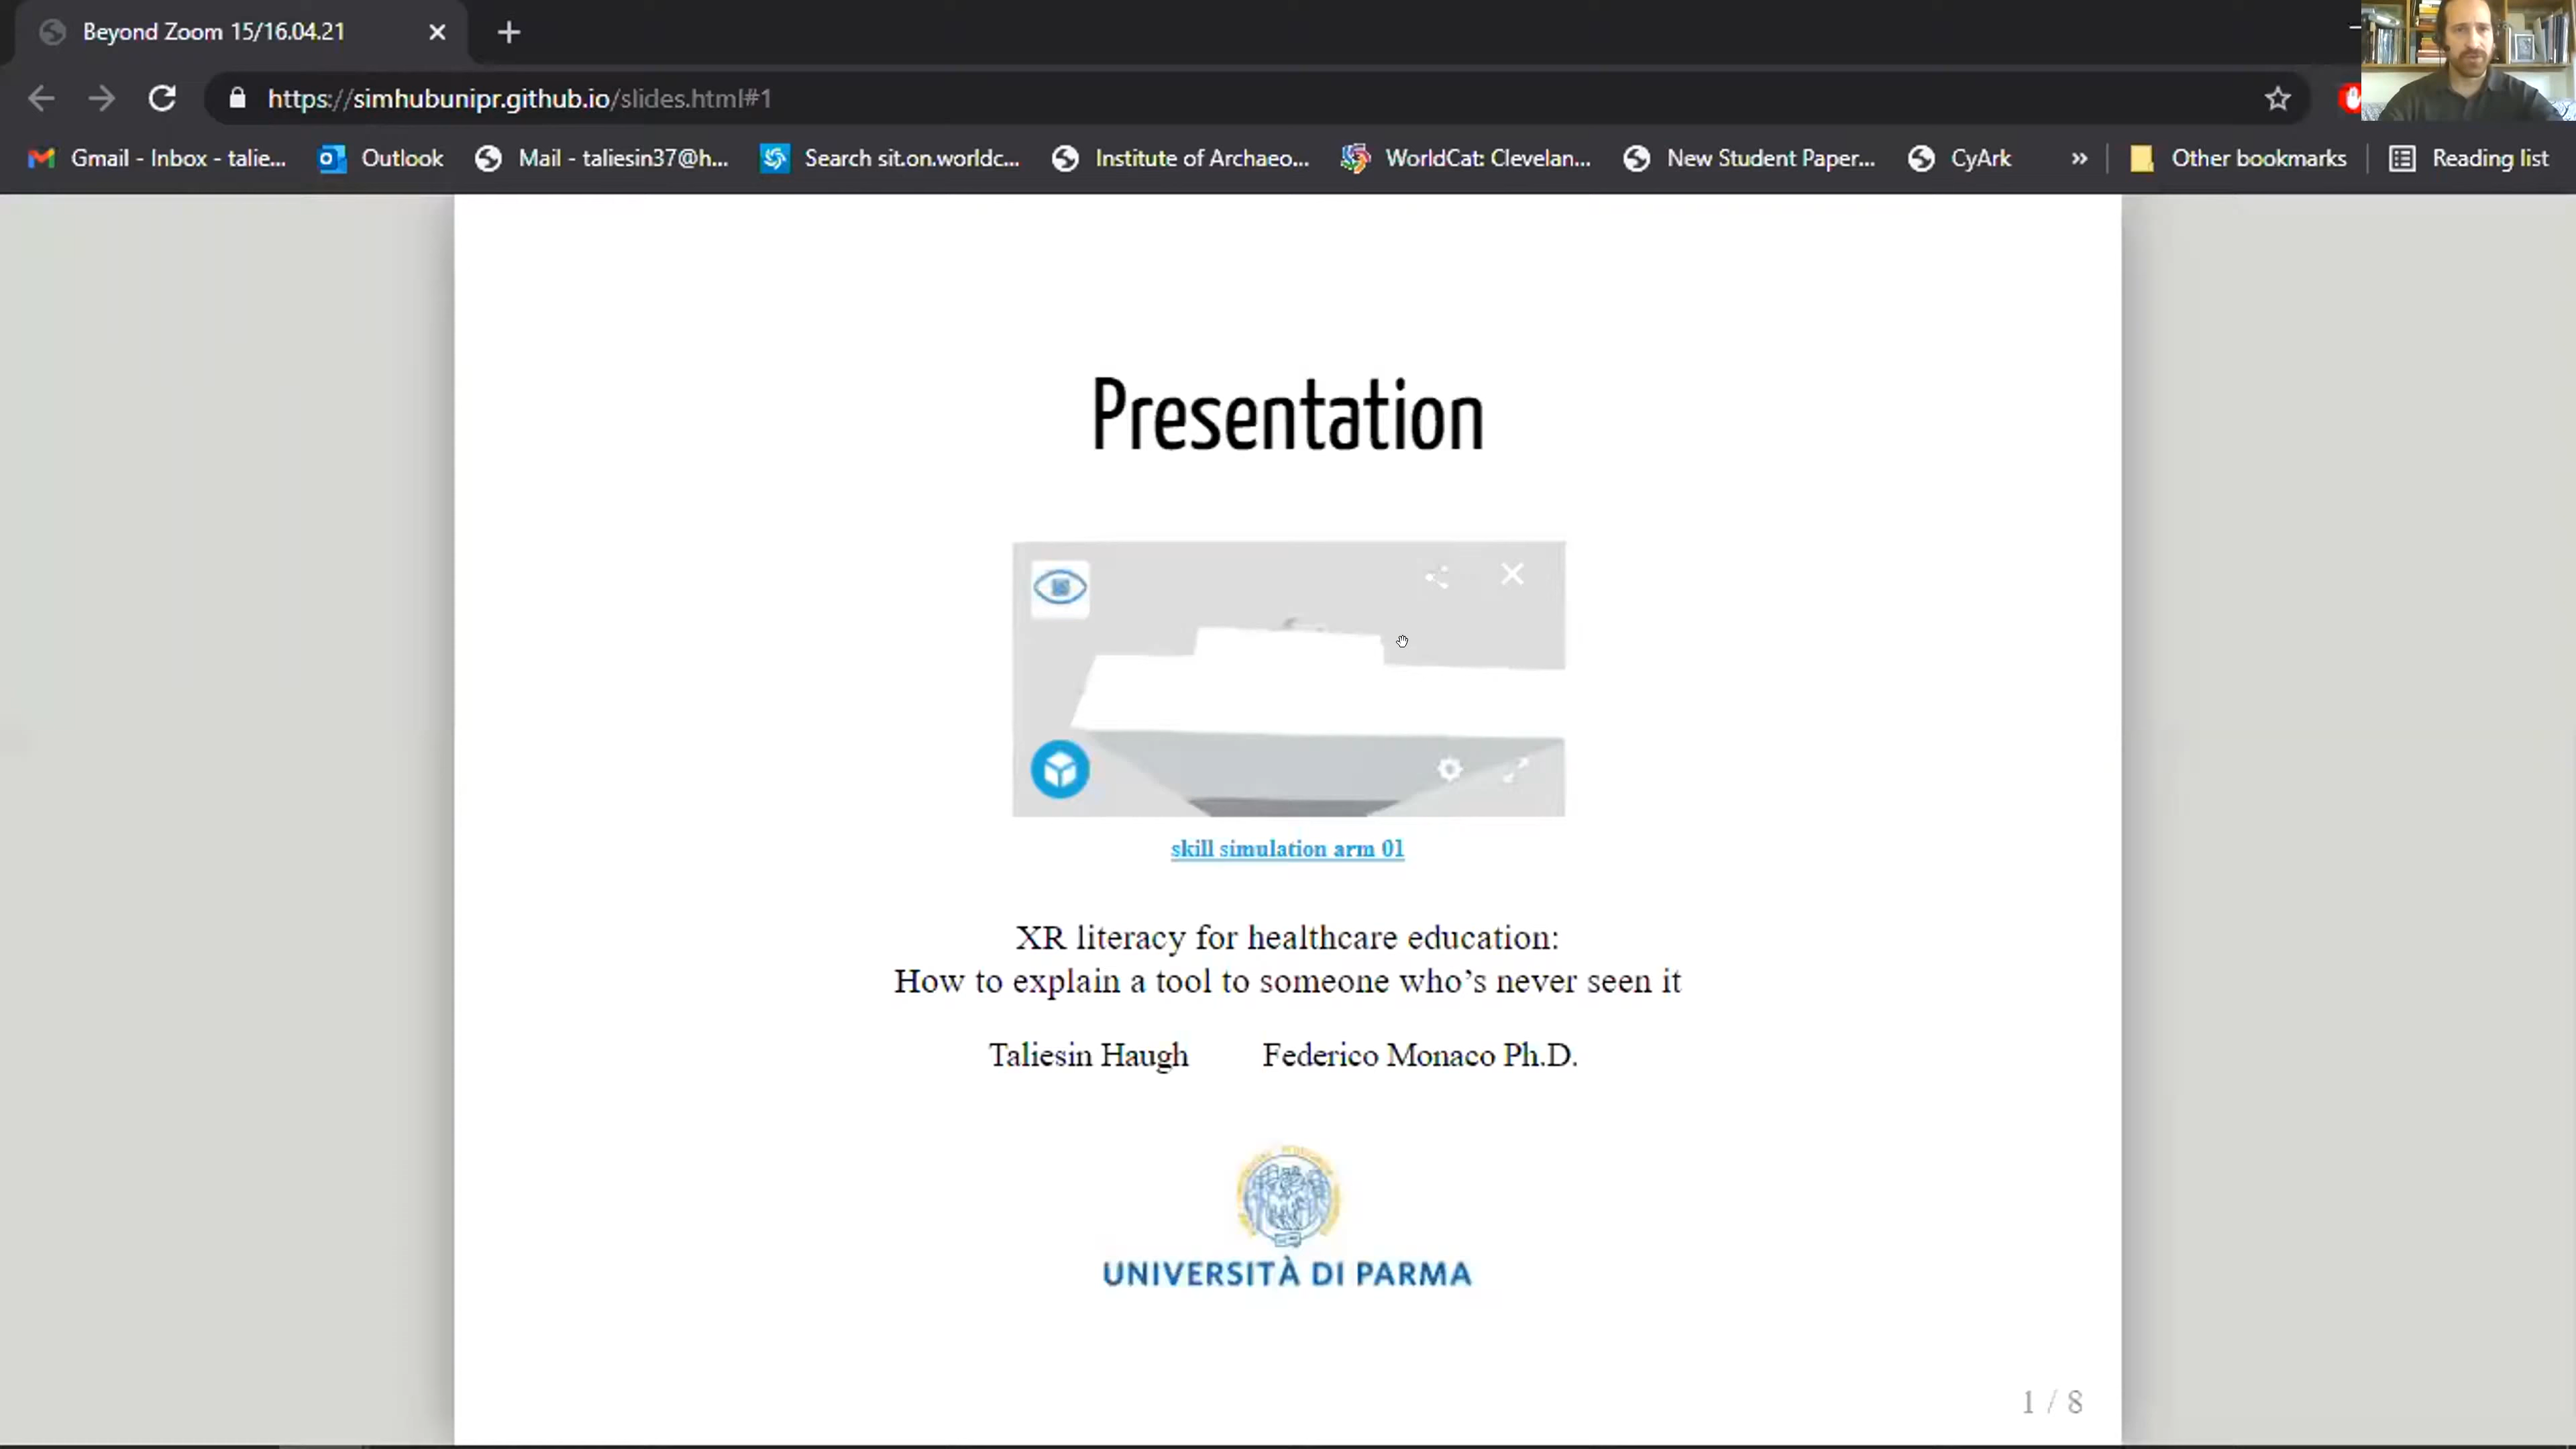 Beyond Zoom 15/16.04.21
https://simhubunipr.github.io/slides.html#1
Gmail - Inbox - talie... Outlook Mail - taliesin37@h... Search sit.on.worldc... Institute of Archaeo... WorldCat: Clevelan... New Student Paper... CyArk » Other bookmarks Reading list
Presentation
skill simulation arm 01
XR literacy for healthcare education:
How to explain a tool to someone who’s never seen it
Taliesin Haugh Federico Monaco Ph.D.
UNIVERSITÀ DI PARMA
1 / 8